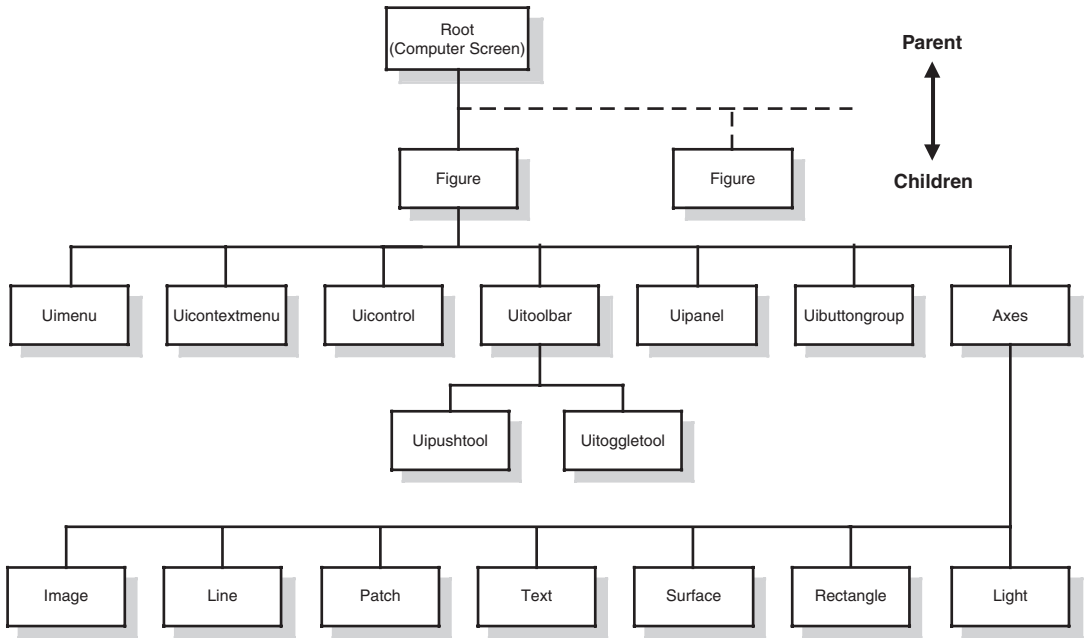 Root
(Computer Screen)
Parent
Figure
Figure
Children
Uimenu
Uicontextmenu
Uicontrol
Uitoolbar
Uipanel
Uibuttongroup
Axes
Uipushtool
Uitoggletool
Image
Line
Patch
Text
Surface
Rectangle
Light